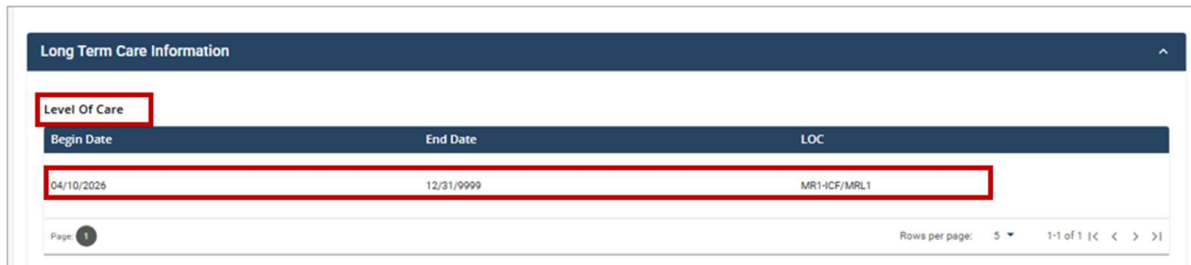 Long Term Care Information
Level Of Care
Begin Date End Date LOC
04/10/2026 12/31/9999 MR1-ICF/MRL1
Page: 1 Rows per page: 5 1-1 of 1